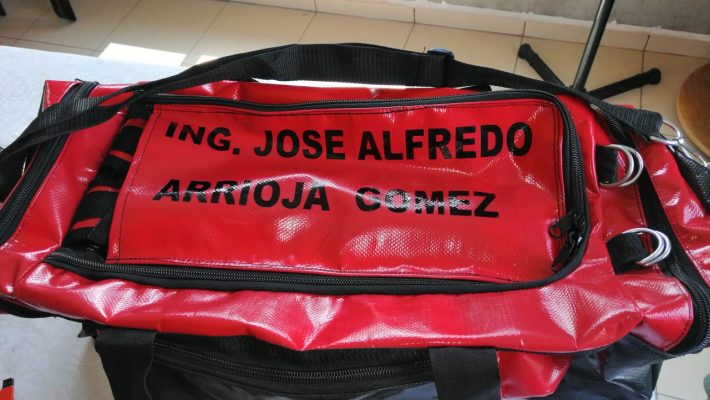 ING. JOSE ALFREDO
ARRIOJA GOMEZ